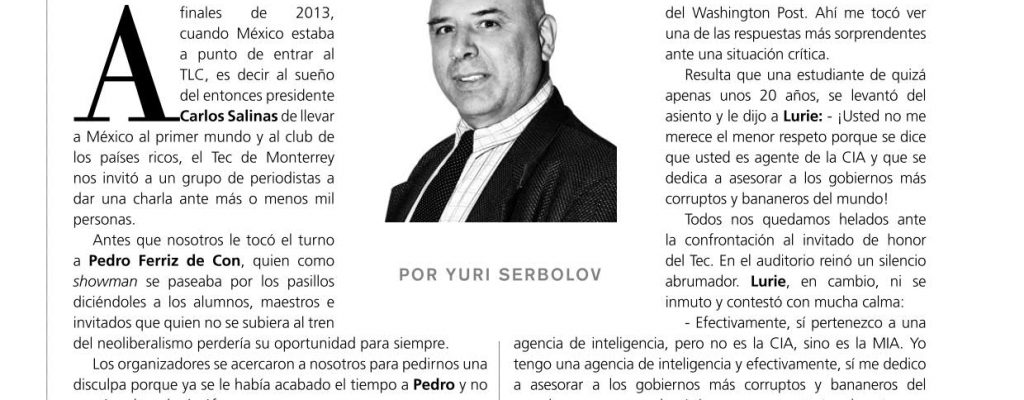 A
finales de 2013,
cuando México estaba
a punto de entrar al
TLC, es decir al sueño
del entonces presidente
Carlos Salinas de llevar
a México al primer mundo y al club de
los países ricos, el Tec de Monterrey
nos invitó a un grupo de periodistas a
dar una charla ante más o menos mil
personas.
Antes que nosotros le tocó el turno
a Pedro Ferriz de Con, quien como
showman se paseaba por los pasillos
diciéndoles a los alumnos, maestros e
invitados que quien no se subiera al tren
del neoliberalismo perdería su oportunidad para siempre.
Los organizadores se acercaron a nosotros para pedirnos una
disculpa porque ya se le había acabado el tiempo a Pedro y no
POR YURI SERBOLOV
del Washington Post. Ahí me tocó ver
una de las respuestas más sorprendentes
ante una situación crítica.
Resulta que una estudiante de quizá
apenas unos 20 años, se levantó del
asiento y le dijo a Lurie: - ¡Usted no me
merece el menor respeto porque se dice
que usted es agente de la CIA y que se
dedica a asesorar a los gobiernos más
corruptos y bananeros del mundo!
Todos nos quedamos helados ante
la confrontación al invitado de honor
del Tec. En el auditorio reinó un silencio
abrumador. Lurie, en cambio, ni se
inmuto y contestó con mucha calma:
- Efectivamente, sí pertenezco a una
agencia de inteligencia, pero no es la CIA, sino es la MIA. Yo
tengo una agencia de inteligencia y efectivamente, sí me dedico
a asesorar a los gobiernos más corruptos y bananeros del